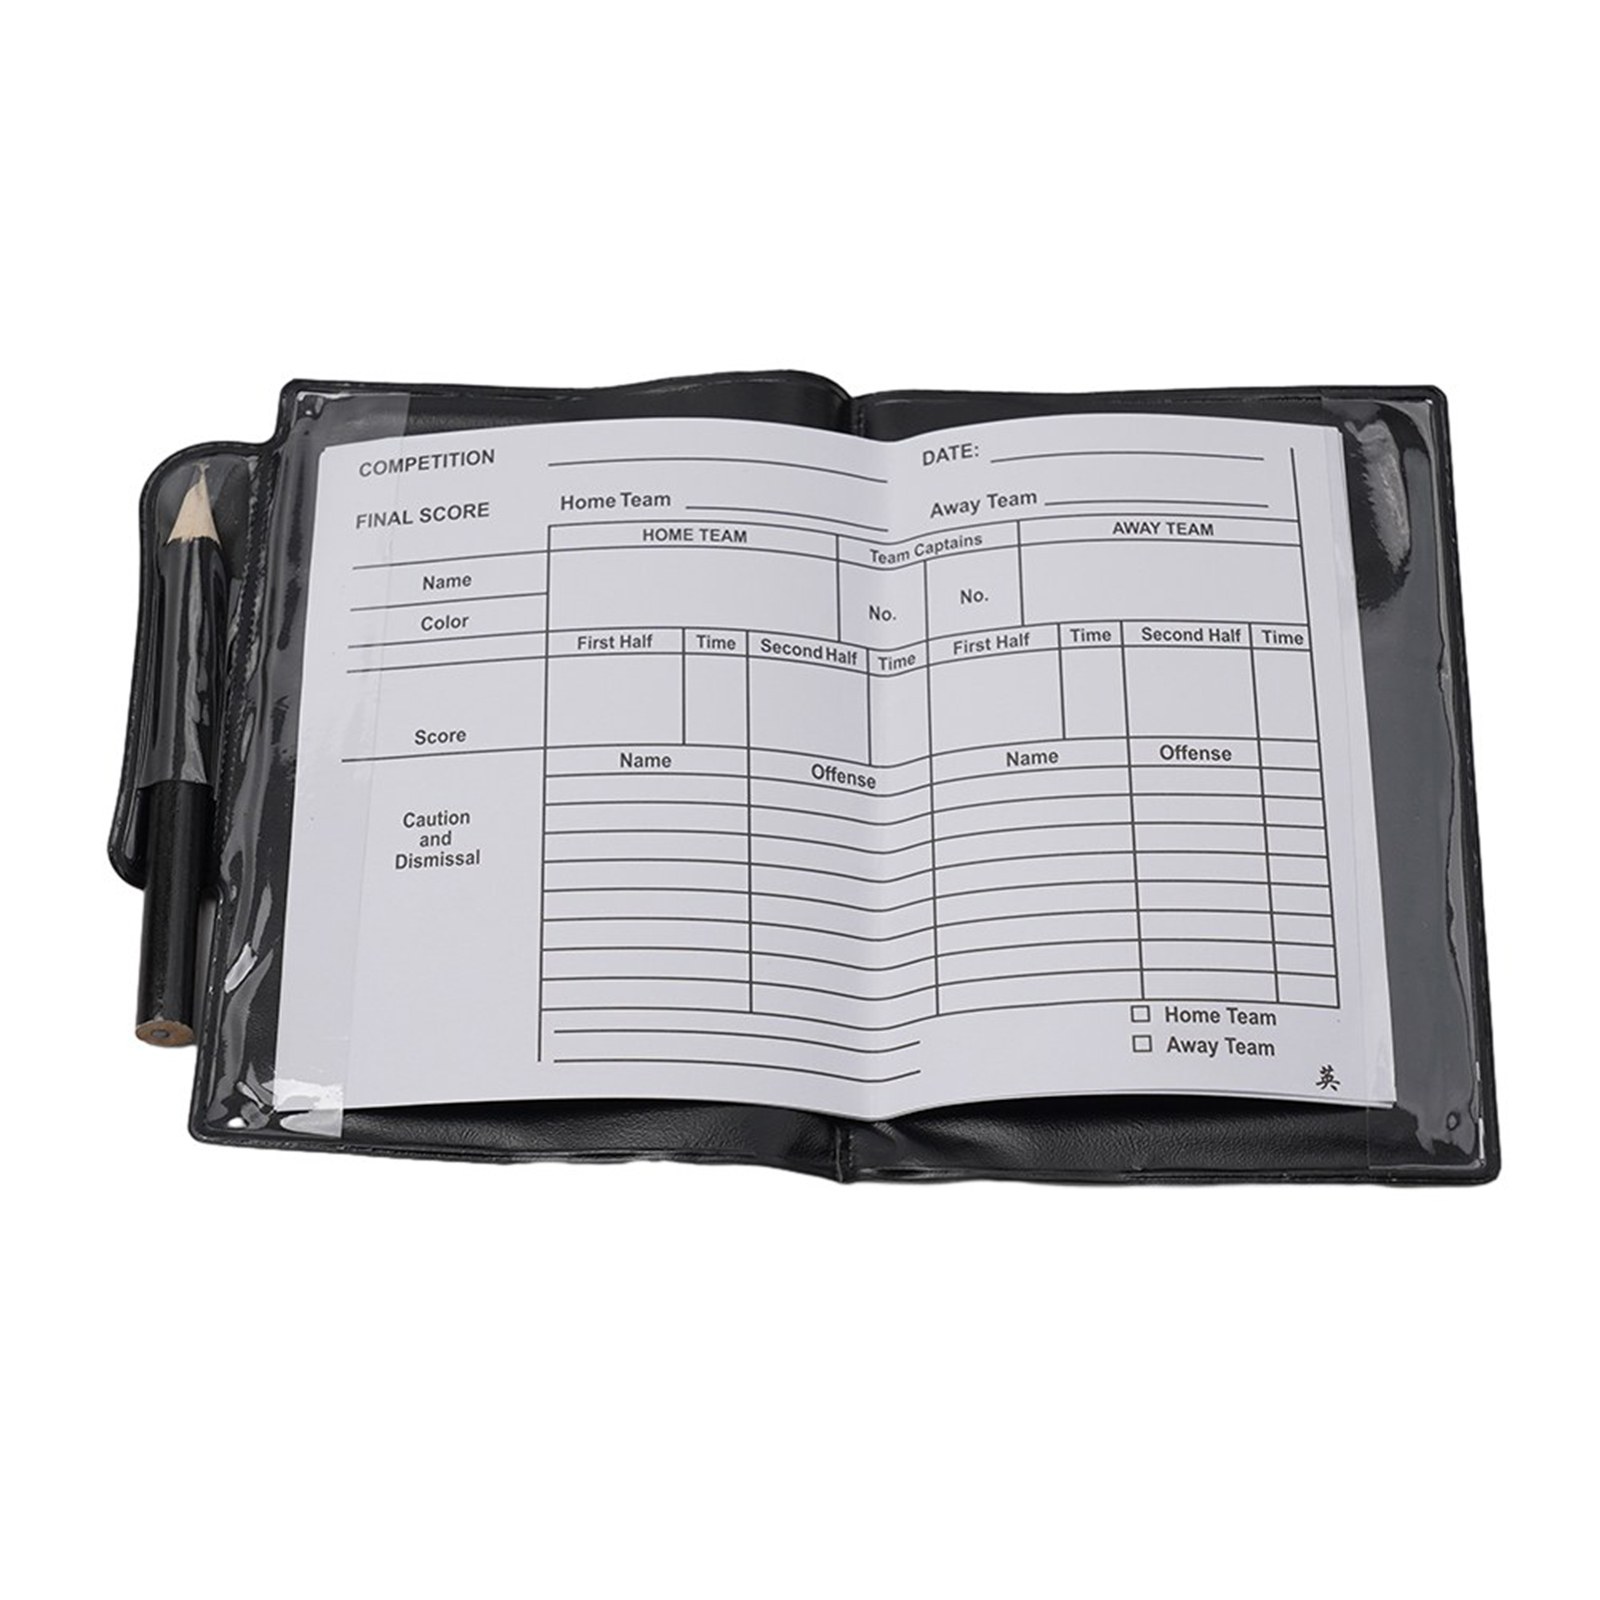 COMPETITION DATE:
FINAL SCORE Home Team Away Team
HOME TEAM Team Captains AWAY TEAM
Name No. No.
Color
First Half Time Second Half Time First Half Time Second Half Time
Score
Name Offense Name Offense
Caution
and
Dismissal
Home Team
Away Team
英